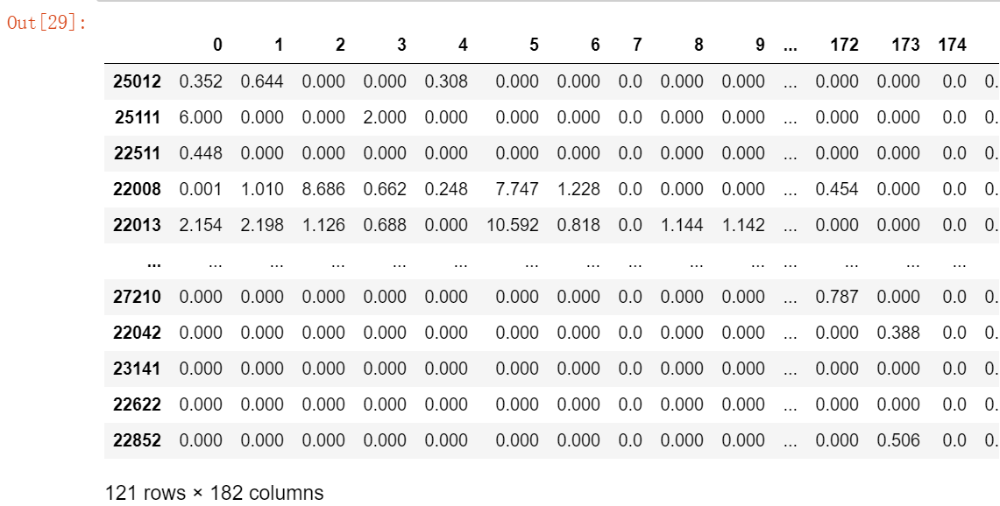 Out[29]:
0 1 2 3 4 5 6 7 8 9 ... 172 173 174
25012 0.352 0.644 0.000 0.000 0.308 0.000 0.000 0.0 0.000 0.000 ... 0.000 0.000 0.0 0.
25111 6.000 0.000 0.000 2.000 0.000 0.000 0.000 0.0 0.000 0.000 ... 0.000 0.000 0.0 0.
22511 0.448 0.000 0.000 0.000 0.000 0.000 0.000 0.0 0.000 0.000 ... 0.000 0.000 0.0 0.
22008 0.001 1.010 8.686 0.662 0.248 7.747 1.228 0.0 0.000 0.000 ... 0.454 0.000 0.0 0.
22013 2.154 2.198 1.126 0.688 0.000 10.592 0.818 0.0 1.144 1.142 ... 0.000 0.000 0.0 0.
... ... ... ... ... ... ... ... ... ... ... ... ... ... ...
27210 0.000 0.000 0.000 0.000 0.000 0.000 0.000 0.0 0.000 0.000 ... 0.787 0.000 0.0 0.
22042 0.000 0.000 0.000 0.000 0.000 0.000 0.000 0.0 0.000 0.000 ... 0.000 0.388 0.0 0.
23141 0.000 0.000 0.000 0.000 0.000 0.000 0.000 0.0 0.000 0.000 ... 0.000 0.000 0.0 0.
22622 0.000 0.000 0.000 0.000 0.000 0.000 0.000 0.0 0.000 0.000 ... 0.000 0.000 0.0 0.
22852 0.000 0.000 0.000 0.000 0.000 0.000 0.000 0.0 0.000 0.000 ... 0.000 0.506 0.0 0.
121 rows × 182 columns